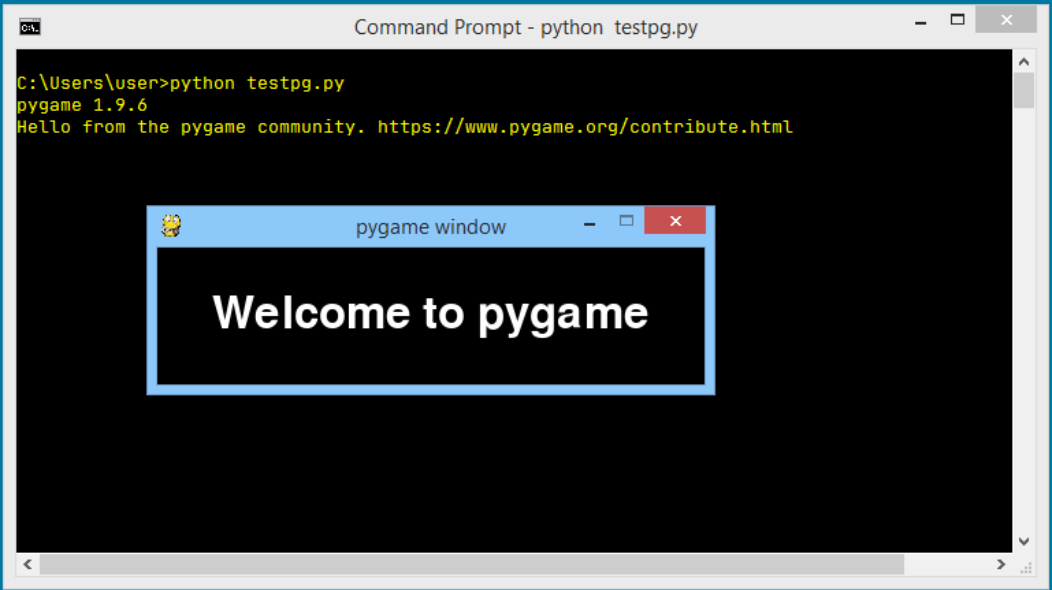 Command Prompt - python  testpg.py
C:\Users\user>python testpg.py
pygame 1.9.6
Hello from the pygame community. https://www.pygame.org/contribute.html
pygame window
Welcome to pygame